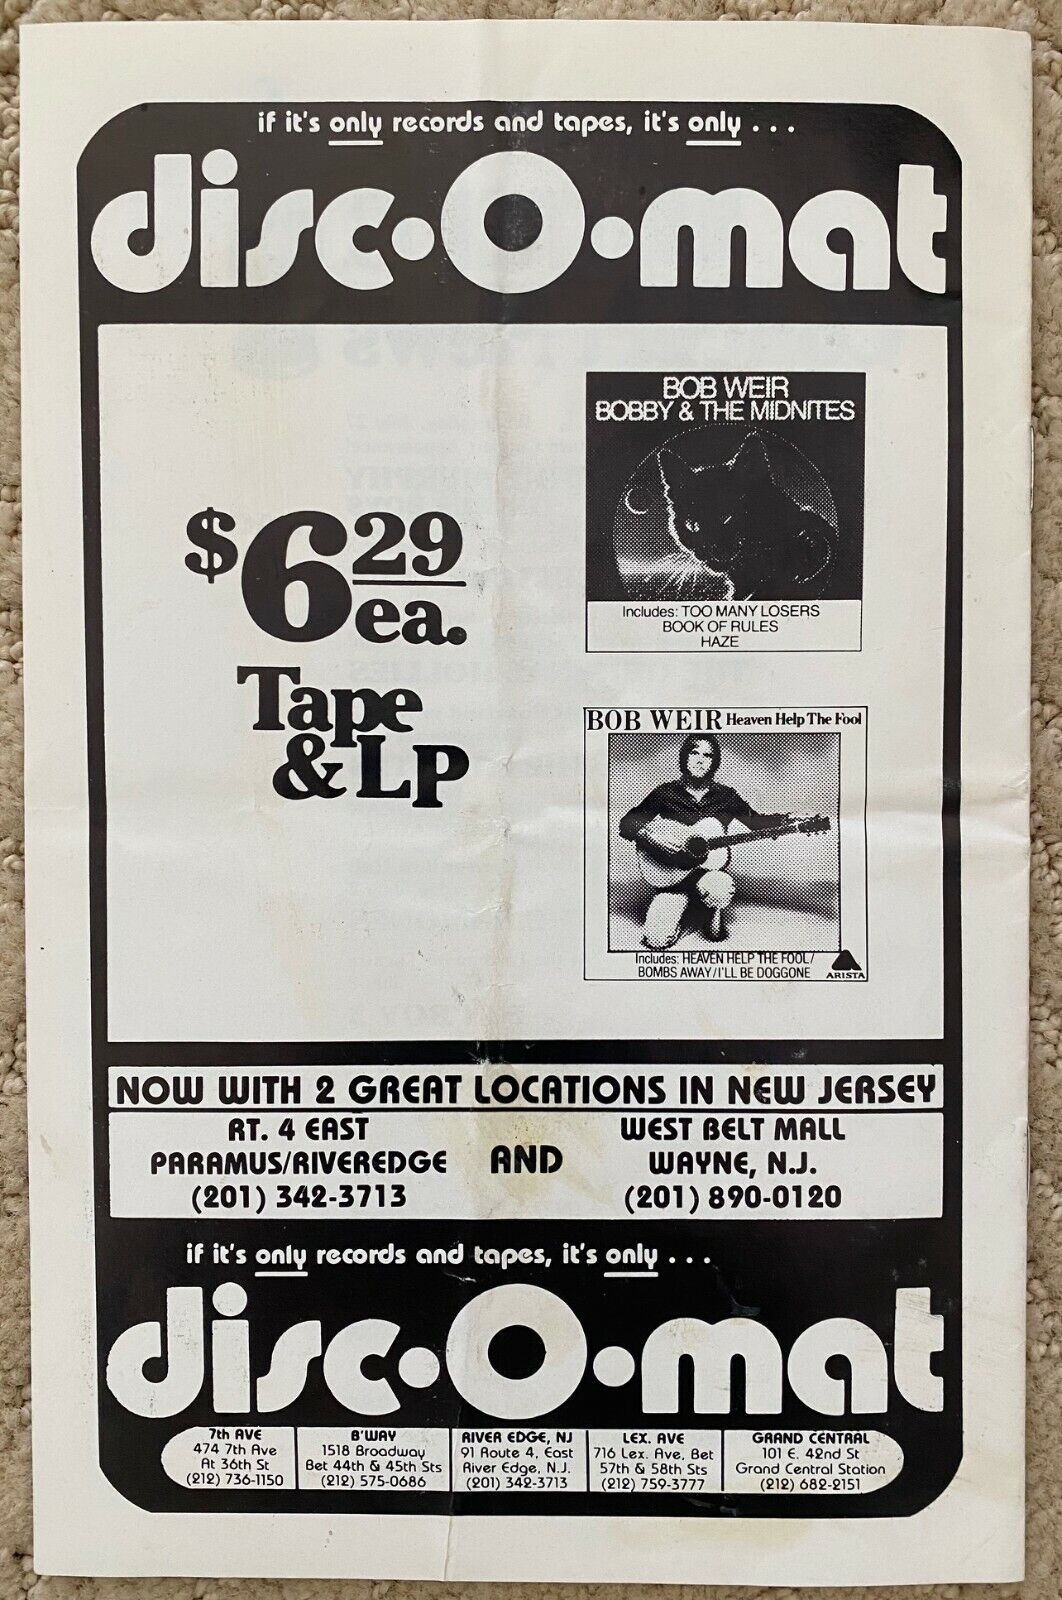 if it's only records and tapes, it's only . . .
disc·O·mat
$6.29 ea.
Tape
& LP
BOB WEIR
BOBBY & THE MIDNITES
Includes: TOO MANY LOSERS
BOOK OF RULES
HAZE
BOB WEIR Heaven Help The Fool
Includes: HEAVEN HELP THE FOOL/
BOMBS AWAY/I'LL BE DOGGONE
ARISTA
NOW WITH 2 GREAT LOCATIONS IN NEW JERSEY
RT. 4 EAST
PARAMUS/RIVEREDGE
(201) 342-3713
AND
WEST BELT MALL
WAYNE, N.J.
(201) 890-0120
if it's only records and tapes, it's only . . .
disc·O·mat
7th AVE
474 7th Ave
At 36th St
(212) 736-1150
B'WAY
1518 Broadway
Bet 44th & 45th Sts
(212) 575-0686
RIVER EDGE, NJ
91 Route 4, East
River Edge, N.J.
(201) 342-3713
LEX. AVE
716 Lex. Ave, Bet
57th & 58th Sts
(212) 759-3777
GRAND CENTRAL
101 E. 42nd St
Grand Central Station
(212) 682-2151